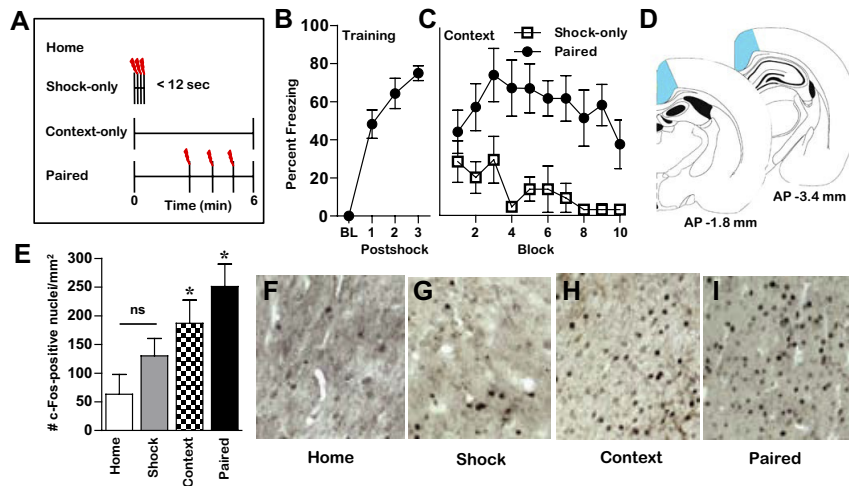 A
Home
Shock-only
< 12 sec
Context-only
Paired
0
Time (min)
6
B
Training
Percent Freezing
100
80
60
40
20
0
BL 1 2 3
Postshock
C
Context
Shock-only
Paired
2 4 6 8 10
Block
D
AP -1.8 mm
AP -3.4 mm
E
# c-Fos-positive nuclei/mm²
300
250
200
150
100
50
0
ns
*
*
Home
Shock
Context
Paired
F
Home
G
Shock
H
Context
I
Paired